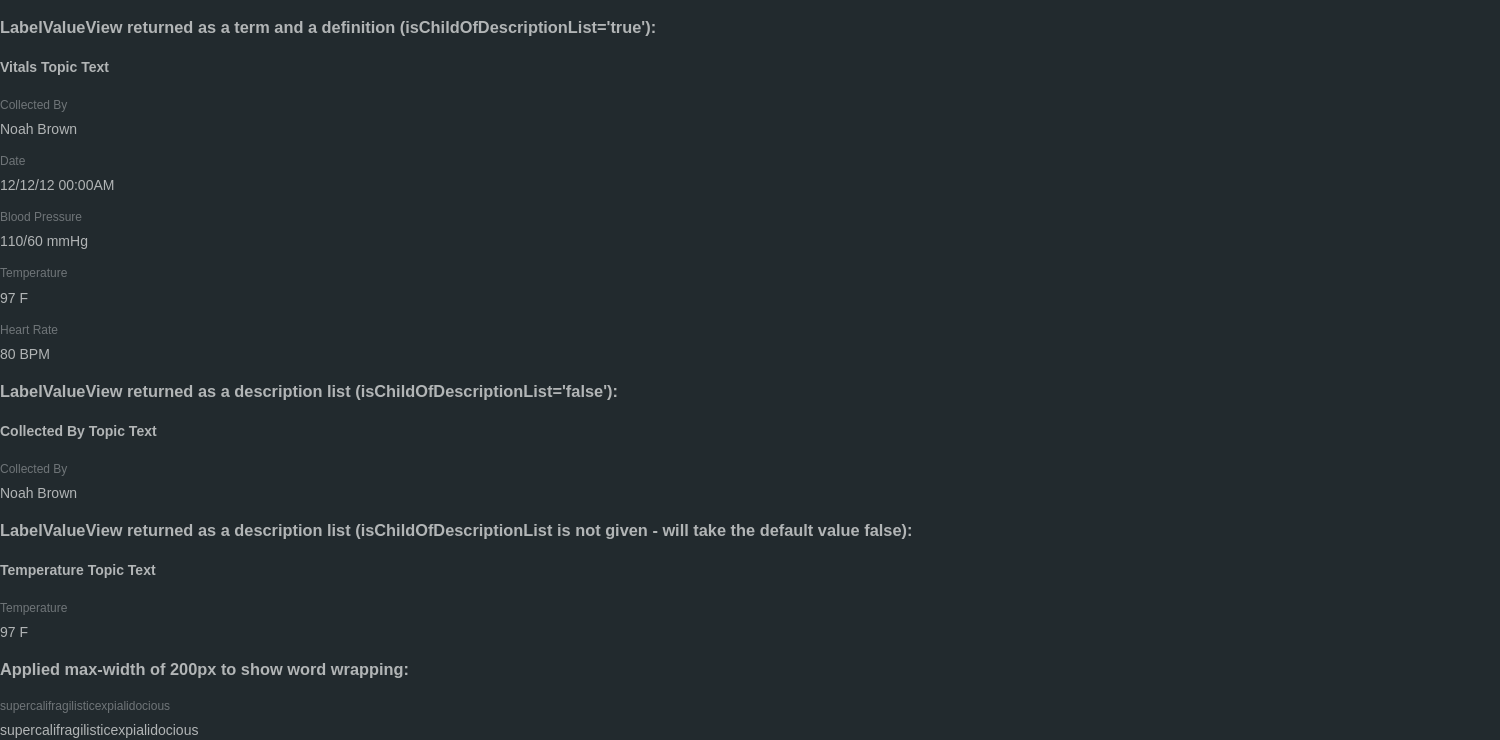 LabelValueView returned as a term and a definition (isChildOfDescriptionList='true'):
Vitals Topic Text
Collected By
Noah Brown
Date
12/12/12 00:00AM
Blood Pressure
110/60 mmHg
Temperature
97 F
Heart Rate
80 BPM
LabelValueView returned as a description list (isChildOfDescriptionList='false'):
Collected By Topic Text
Collected By
Noah Brown
LabelValueView returned as a description list (isChildOfDescriptionList is not given - will take the default value false):
Temperature Topic Text
Temperature
97 F
Applied max-width of 200px to show word wrapping:
supercalifragilisticexpialidocious
supercalifragilisticexpialidocious